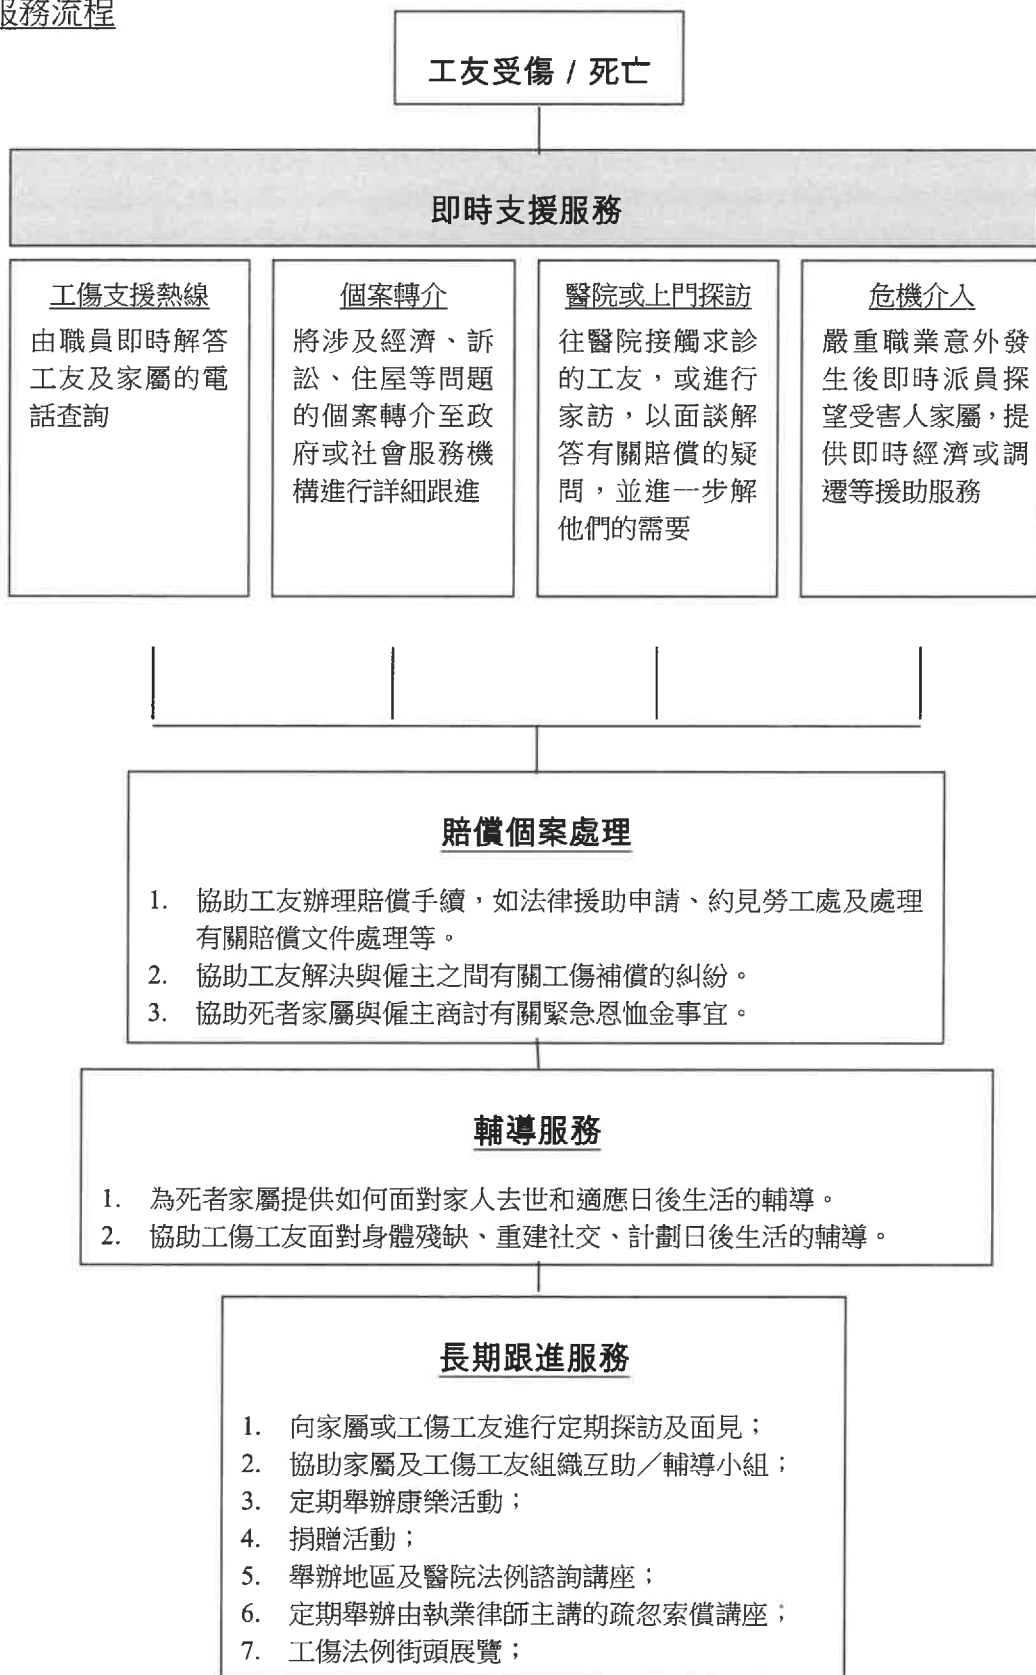 服務流程
工友受傷 / 死亡
即時支援服務
工傷支援熱線
由職員即時解答
工友及家屬的電
話查詢
個案轉介
將涉及經濟、訴
訟、住屋等問題
的個案轉介至政
府或社會服務機
構進行詳細跟進
醫院或上門探訪
往醫院接觸求診
的工友，或進行
家訪，以面談解
答有關賠償的疑
問，並進一步解
他們的需要
危機介入
嚴重職業意外發
生後即時派員探
望受害人家屬，提
供即時經濟或調
遷等援助服務
賠償個案處理
1. 協助工友辦理賠償手續，如法律援助申請、約見勞工處及處理
有關賠償文件處理等。
2. 協助工友解決與僱主之間有關工傷補償的糾紛。
3. 協助死者家屬與僱主商討有關緊急恩恤金事宜。
輔導服務
1. 為死者家屬提供如何面對家人去世和適應日後生活的輔導。
2. 協助工傷工友面對身體殘缺、重建社交、計劃日後生活的輔導。
長期跟進服務
1. 向家屬或工傷工友進行定期探訪及面見；
2. 協助家屬及工傷工友組織互助／輔導小組；
3. 定期舉辦康樂活動；
4. 捐贈活動；
5. 舉辦地區及醫院法例諮詢講座；
6. 定期舉辦由執業律師主講的疏忽索償講座；
7. 工傷法例街頭展覽；